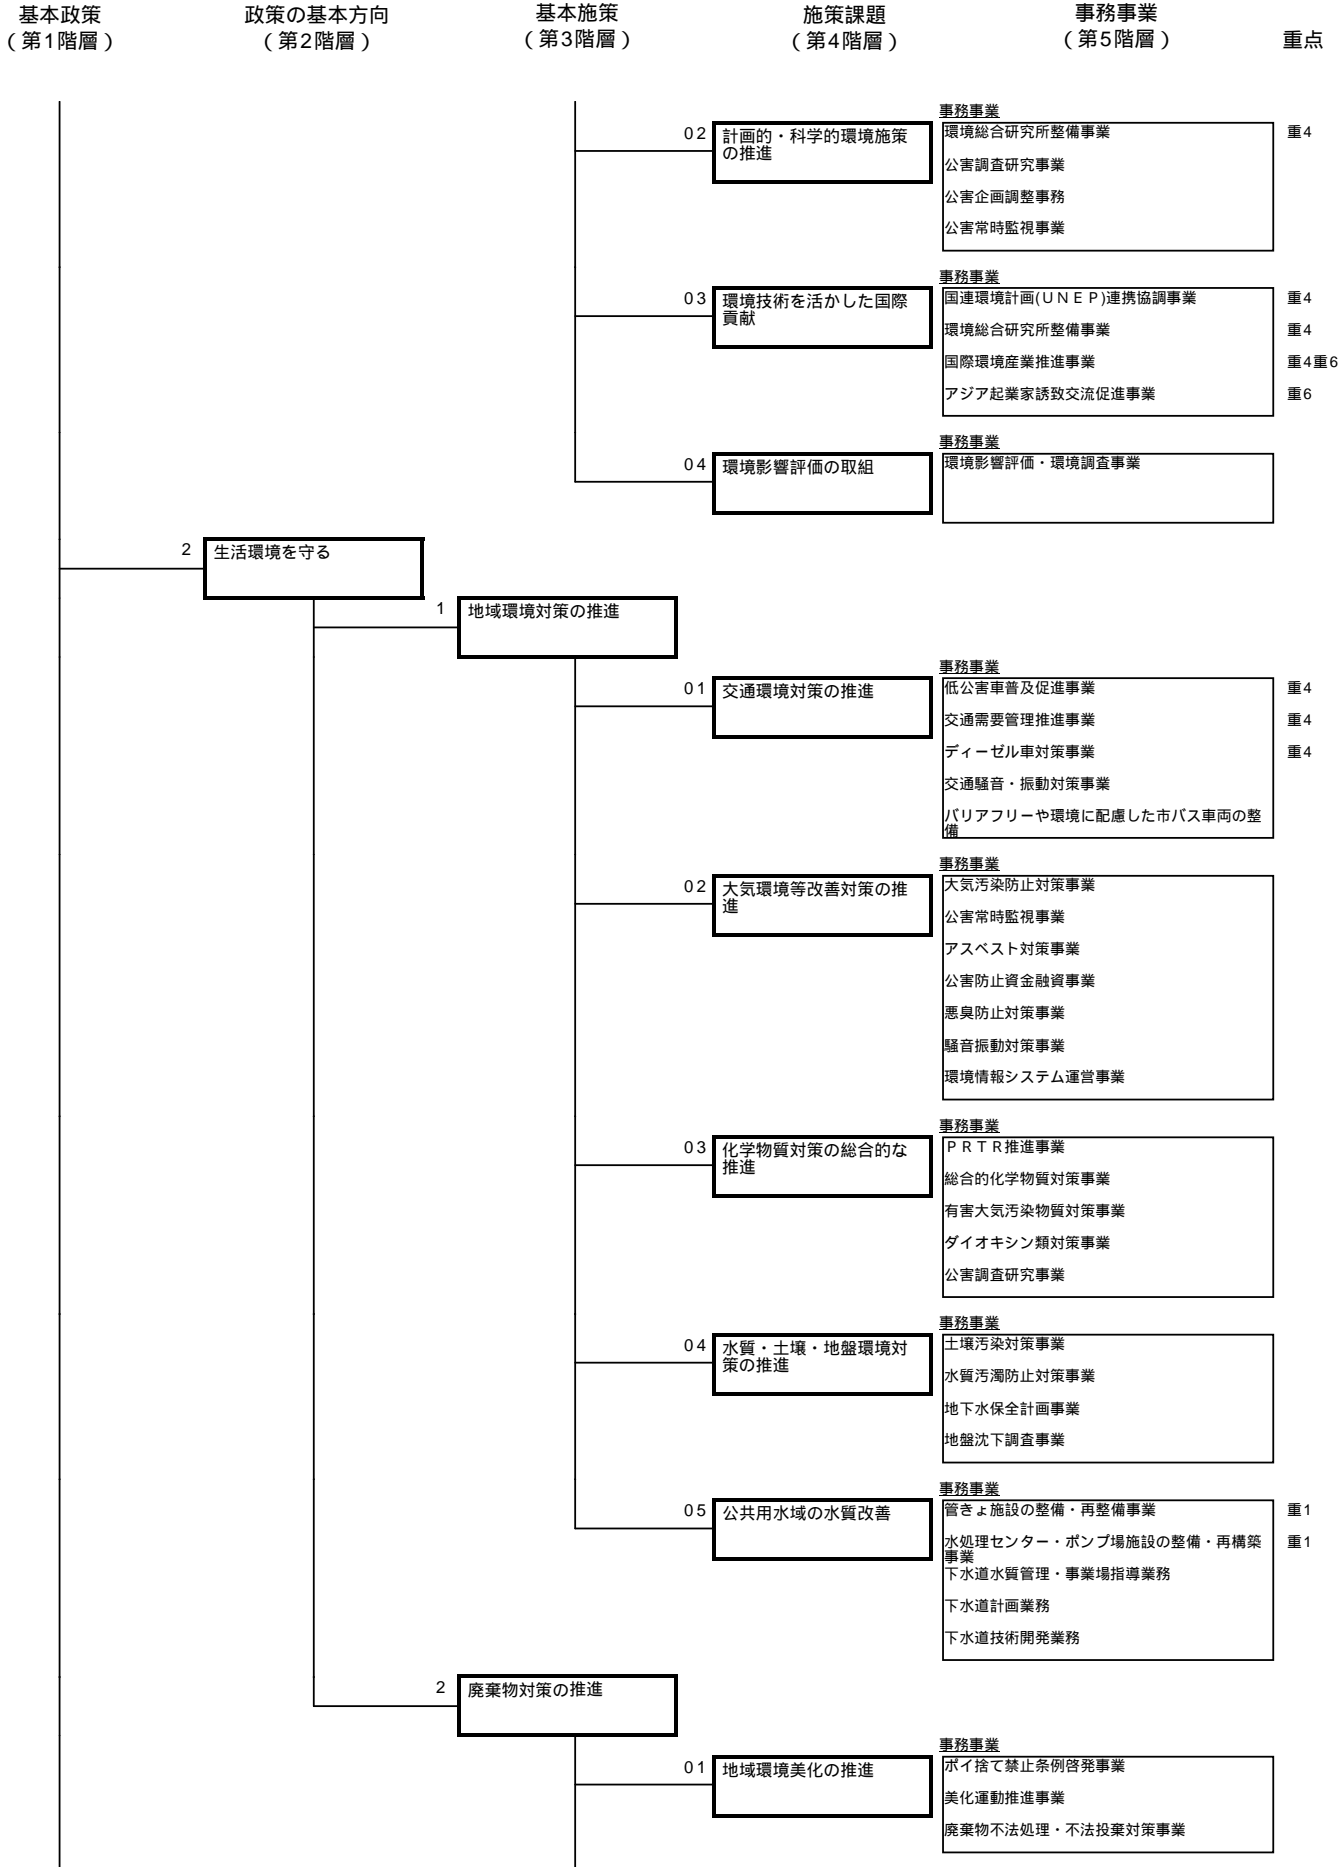 基本政策
(第1階層)
政策の基本方向
(第2階層)
基本施策
(第3階層)
施策課題
(第4階層)
事務事業
(第5階層)
重点
事務事業
02
計画的・科学的環境施策
の推進
環境総合研究所整備事業
重4
公害調査研究事業
公害企画調整事務
公害常時監視事業
事務事業
03
環境技術を活かした国際
貢献
国連環境計画(UNEP)連携協調事業
重4
環境総合研究所整備事業
重4
国際環境産業推進事業
重4重6
アジア起業家誘致交流促進事業
重6
事務事業
04
環境影響評価の取組
環境影響評価・環境調査事業
2
生活環境を守る
1
地域環境対策の推進
事務事業
01
交通環境対策の推進
低公害車普及促進事業
重4
交通需要管理推進事業
重4
ディーゼル車対策事業
重4
交通騒音・振動対策事業
バリアフリーや環境に配慮した市バス車両の整
備
事務事業
02
大気環境等改善対策の推
進
大気汚染防止対策事業
公害常時監視事業
アスベスト対策事業
公害防止資金融資事業
悪臭防止対策事業
騒音振動対策事業
環境情報システム運営事業
事務事業
03
化学物質対策の総合的な
推進
PRTR推進事業
総合的化学物質対策事業
有害大気汚染物質対策事業
ダイオキシン類対策事業
公害調査研究事業
事務事業
04
水質・土壌・地盤環境対
策の推進
土壌汚染対策事業
水質汚濁防止対策事業
地下水保全計画事業
地盤沈下調査事業
事務事業
05
公共用水域の水質改善
管きょ施設の整備・再整備事業
重1
水処理センター・ポンプ場施設の整備・再構築
事業
重1
下水道水質管理・事業場指導業務
下水道計画業務
下水道技術開発業務
2
廃棄物対策の推進
事務事業
01
地域環境美化の推進
ポイ捨て禁止条例啓発事業
美化運動推進事業
廃棄物不法処理・不法投棄対策事業